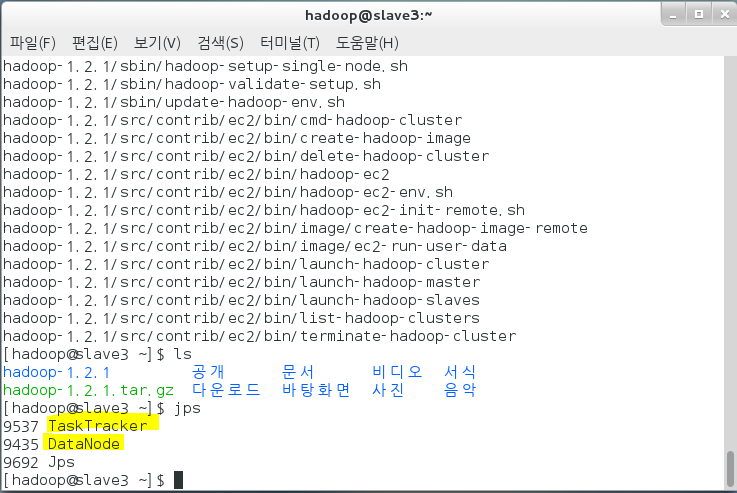 hadoop@slave3:~
파일(F) 편집(E) 보기(V) 검색(S) 터미널(T) 도움말(H)
hadoop-1.2.1/sbin/hadoop-setup-single-node.sh
hadoop-1.2.1/sbin/hadoop-validate-setup.sh
hadoop-1.2.1/sbin/update-hadoop-env.sh
hadoop-1.2.1/src/contrib/ec2/bin/cmd-hadoop-cluster
hadoop-1.2.1/src/contrib/ec2/bin/create-hadoop-image
hadoop-1.2.1/src/contrib/ec2/bin/delete-hadoop-cluster
hadoop-1.2.1/src/contrib/ec2/bin/hadoop-ec2
hadoop-1.2.1/src/contrib/ec2/bin/hadoop-ec2-env.sh
hadoop-1.2.1/src/contrib/ec2/bin/hadoop-ec2-init-remote.sh
hadoop-1.2.1/src/contrib/ec2/bin/image/create-hadoop-image-remote
hadoop-1.2.1/src/contrib/ec2/bin/image/ec2-run-user-data
hadoop-1.2.1/src/contrib/ec2/bin/launch-hadoop-cluster
hadoop-1.2.1/src/contrib/ec2/bin/launch-hadoop-master
hadoop-1.2.1/src/contrib/ec2/bin/launch-hadoop-slaves
hadoop-1.2.1/src/contrib/ec2/bin/list-hadoop-clusters
hadoop-1.2.1/src/contrib/ec2/bin/terminate-hadoop-cluster
[hadoop@slave3 ~]$ ls
hadoop-1.2.1 공개 문서 비디오 서식
hadoop-1.2.1.tar.gz 다운로드 바탕화면 사진 음악
[hadoop@slave3 ~]$ jps
9537 TaskTracker
9435 DataNode
9692 Jps
[hadoop@slave3 ~]$